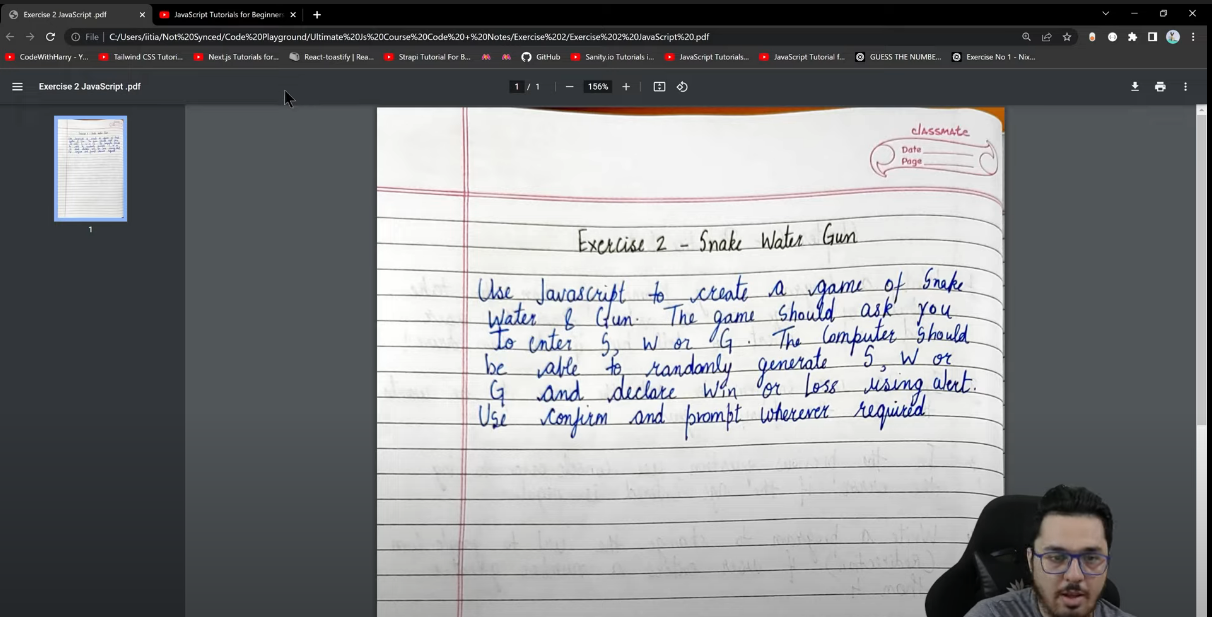 Exercise 2 JavaScript .pdf
JavaScript Tutorials for Beginner
File C:/Users/iitia/Not%20Synced/Code%20Playground/Ultimate%20Js%20Course%20Code%20+%20Notes/Exercise%202/Exercise%202%20JavaScript%20.pdf
CodeWithHarry - Y... Tailwind CSS Tutori... Next.js Tutorials for... React-toastify | Rea... Strapi Tutorial For B... GitHub Sanity.io Tutorials i... JavaScript Tutorials... JavaScript Tutorial f... GUESS THE NUMBE... Exercise No 1 - Nix...
Exercise 2 JavaScript .pdf 1 / 1 156%
1
classmate
Date
Page
Exercise 2 - Snake Water Gun
Use Javascript to create a game of Snake
Water & Gun. The game should ask you
to enter S, W or G. The computer should
be able to randomly generate S, W or
G and declare Win or Loss using alert.
Use confirm and prompt wherever required